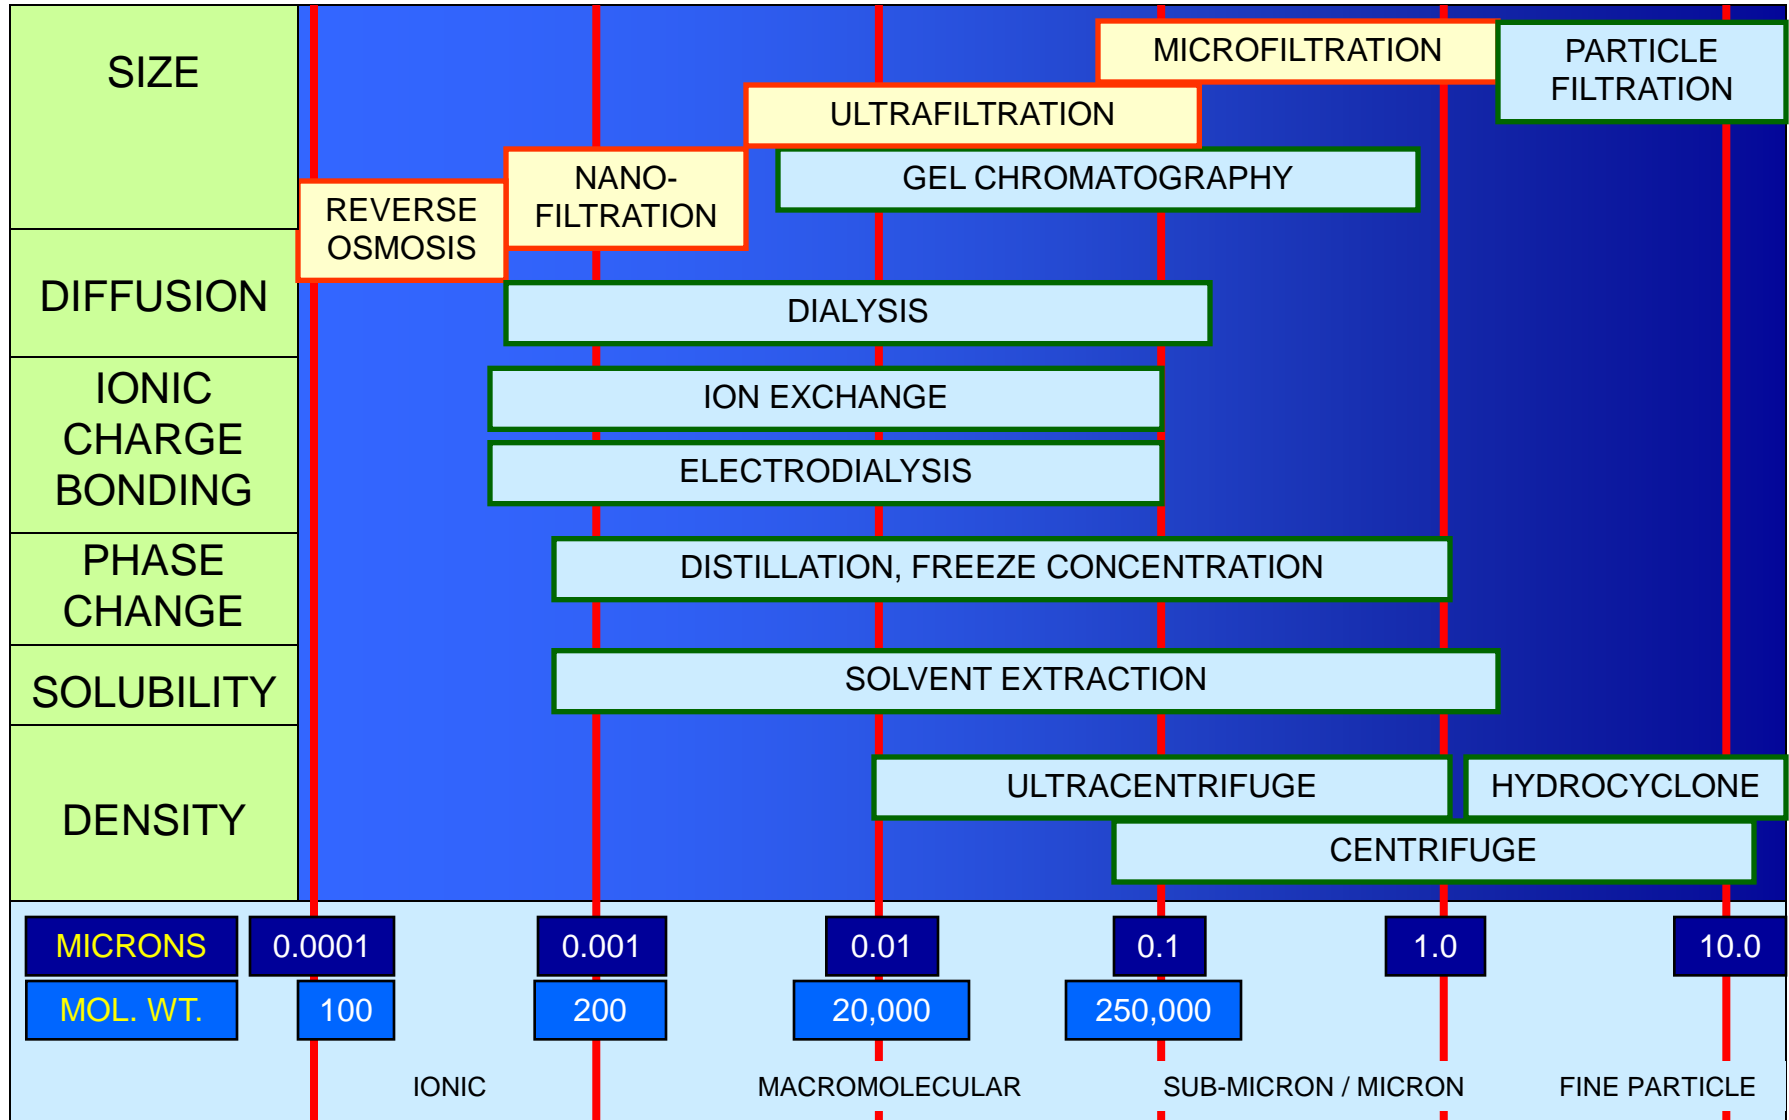 SIZE
MICROFILTRATION
PARTICLE
FILTRATION
ULTRAFILTRATION
NANO-
FILTRATION
GEL CHROMATOGRAPHY
REVERSE
OSMOSIS
DIFFUSION
DIALYSIS
IONIC
CHARGE
BONDING
ION EXCHANGE
ELECTRODIALYSIS
PHASE
CHANGE
DISTILLATION, FREEZE CONCENTRATION
SOLUBILITY
SOLVENT EXTRACTION
DENSITY
ULTRACENTRIFUGE
HYDROCYCLONE
CENTRIFUGE
MICRONS 0.0001 0.001 0.01 0.1 1.0 10.0
MOL. WT. 100 200 20,000 250,000
IONIC MACROMOLECULAR SUB-MICRON / MICRON FINE PARTICLE